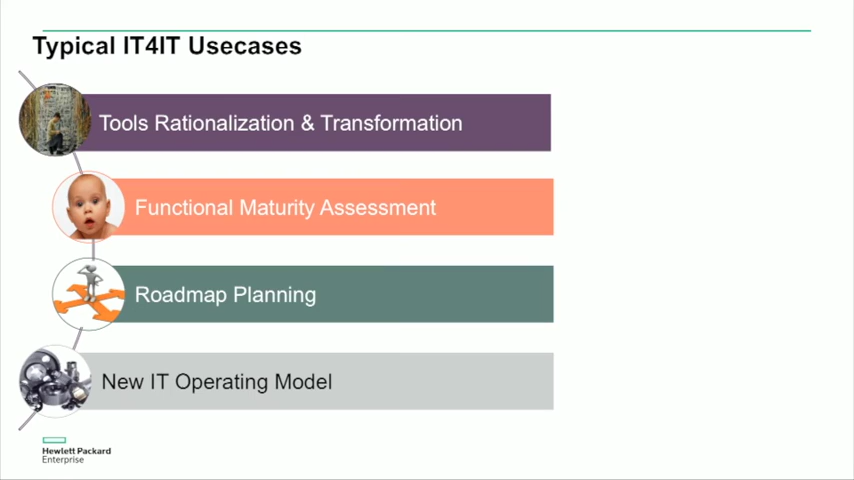 Typical IT4IT Usecases
Tools Rationalization & Transformation
Functional Maturity Assessment
Roadmap Planning
New IT Operating Model
Hewlett Packard
Enterprise